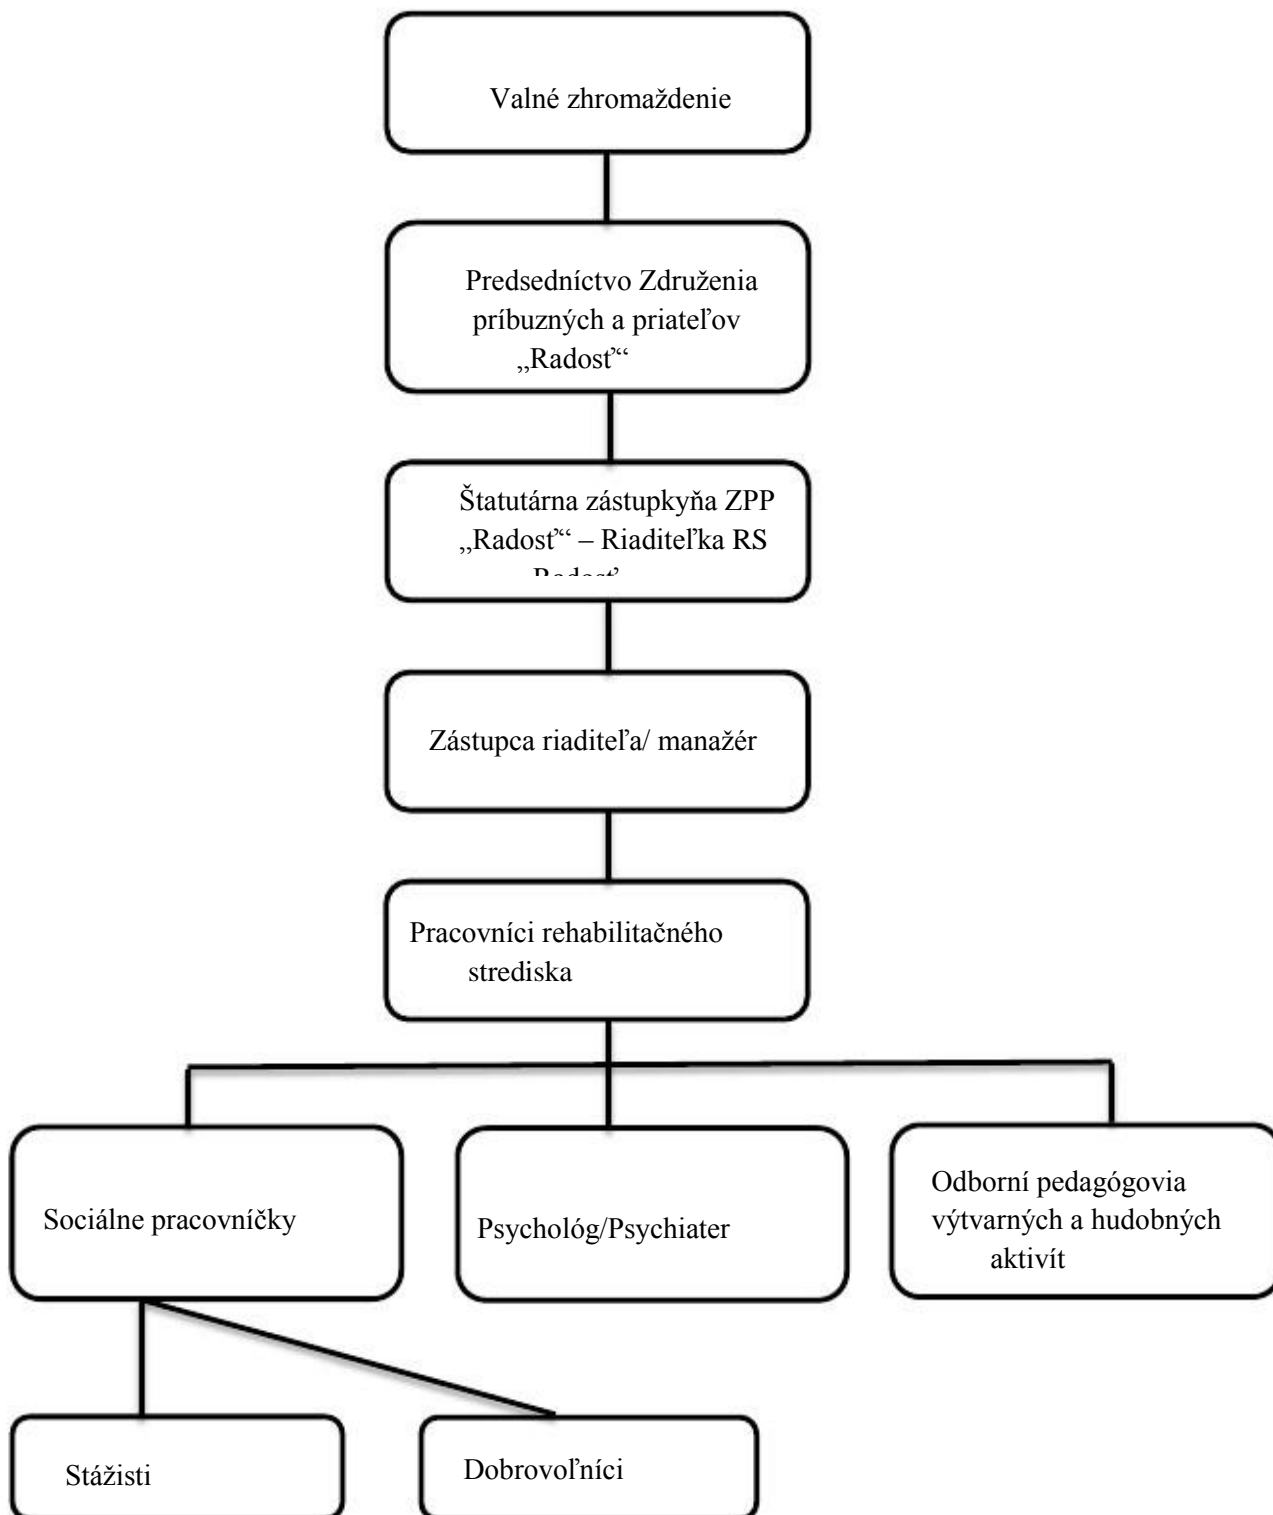 Valné zhromaždenie
Predsedníctvo Združenia
príbuzných a priateľov
„Radosť“
Štatutárna zástupkyňa ZPP
„Radosť“ – Riaditeľka RS
Radosť
Zástupca riaditeľa/ manažér
Pracovníci rehabilitačného
strediska
Sociálne pracovníčky
Psychológ/Psychiater
Odborní pedagógovia
výtvarných a hudobných
aktivít
Stážisti
Dobrovoľníci